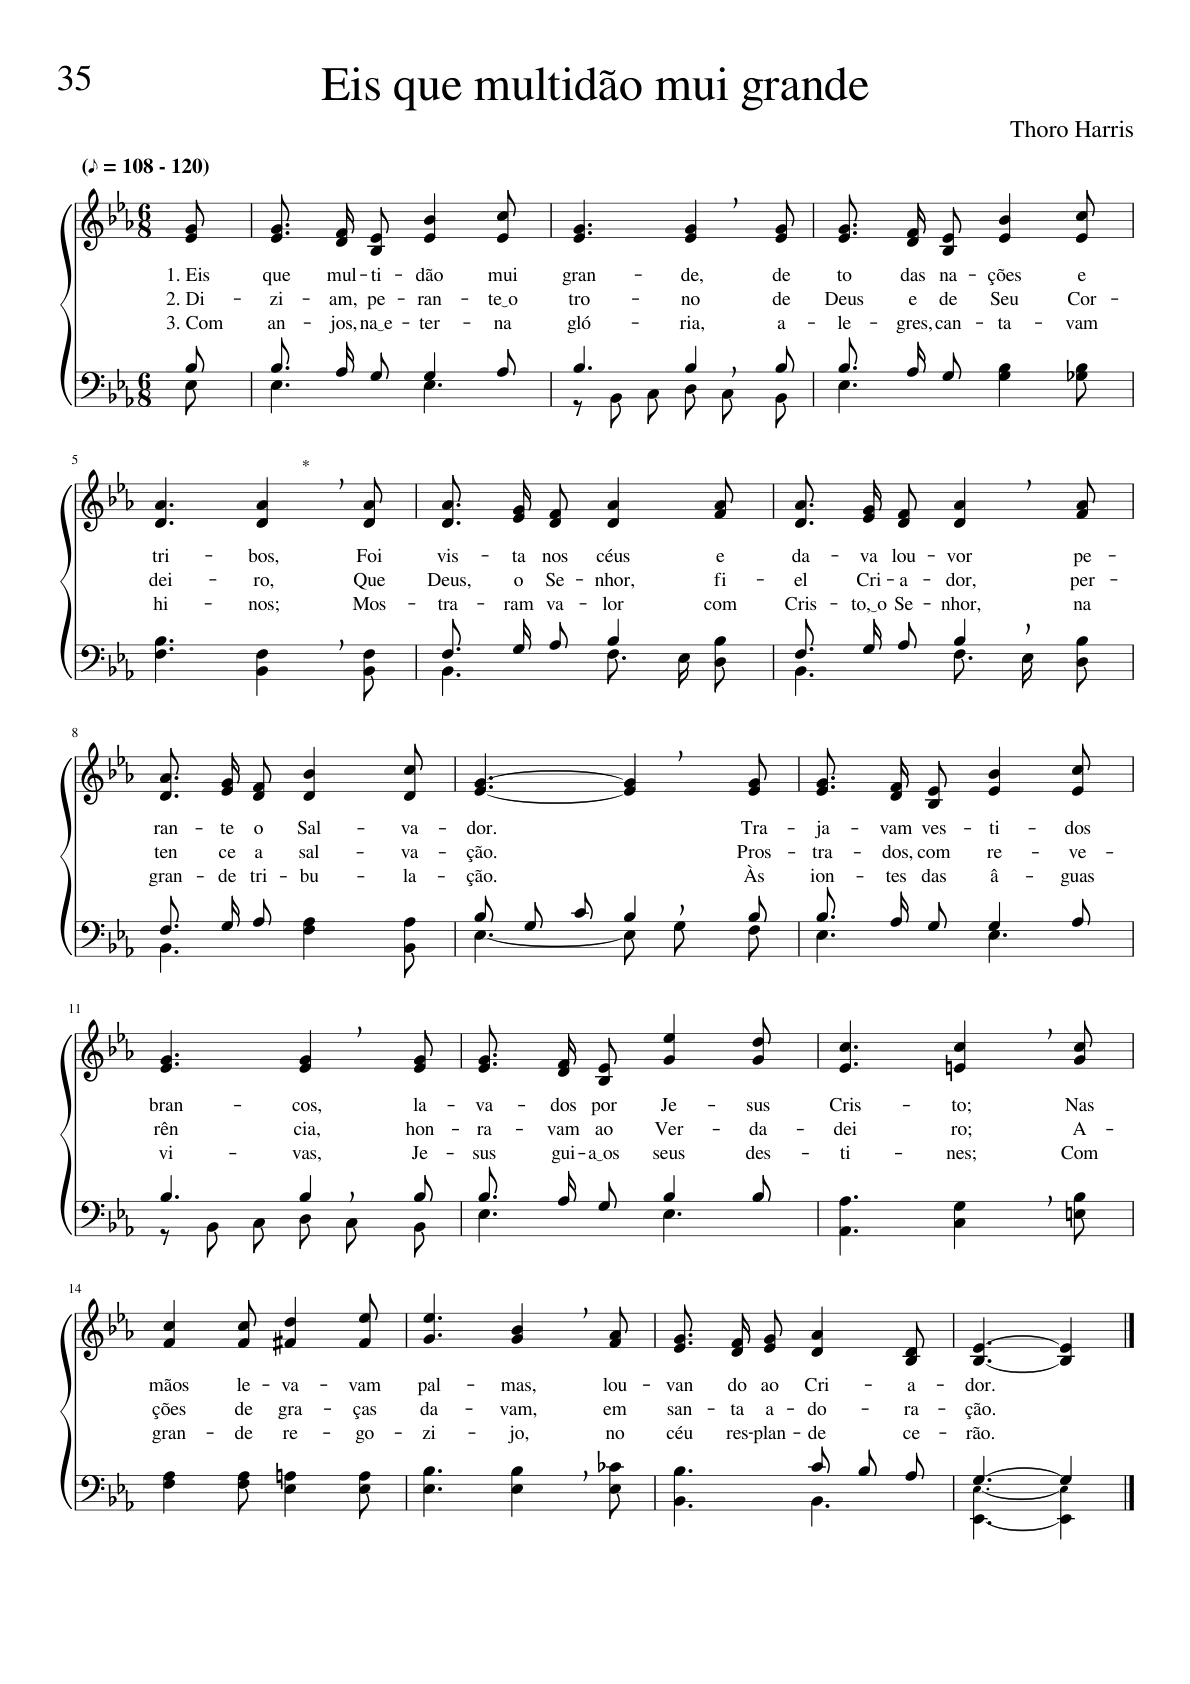 35
Eis que multidão mui grande
Thoro Harris
(♪ = 108 - 120)
1. Eis que mul – ti – dão mui gran – de, de to das na – ções e
2. Di – zi – am, pe – ran – te‿o tro – no de Deus e de Seu Cor –
3. Com an – jos, na‿e – ter – na gló – ria, a – le – gres, can – ta – vam
5
*
tri – bos, Foi vis – ta nos céus e da – va lou – vor pe –
dei – ro, Que Deus, o Se – nhor, fi – el Cri – a – dor, per –
hi – nos; Mos – tra – ram va – lor com Cris – to,‿o Se – nhor, na
8
ran – te o Sal – va – dor. Tra – ja – vam ves – ti – dos
ten ce a sal – va – ção. Pros – tra – dos, com re – ve –
gran – de tri – bu – la – ção. Às ion – tes das â – guas
11
bran – cos, la – va – dos por Je – sus Cris – to; Nas
rên cia, hon – ra – vam ao Ver – da – dei ro; A –
vi – vas, Je – sus gui – a‿os seus des – ti – nes; Com
14
mãos le – va – vam pal – mas, lou – van do ao Cri – a – dor.
ções de gra – ças da – vam, em san – ta a – do – ra – ção.
gran – de re – go – zi – jo, no céu res – plan – de ce – rão.